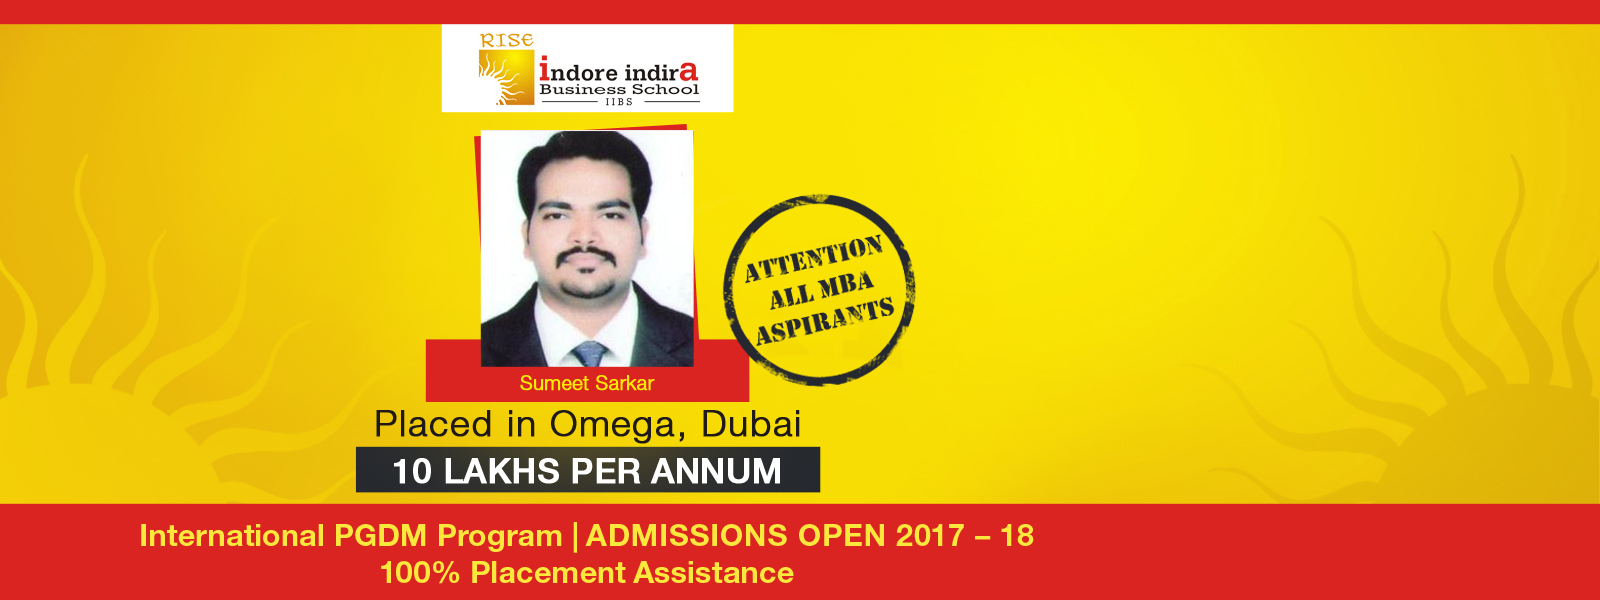 RISE
indore indirA
Business School
IIBS
ATTENTION
ALL MBA
ASPIRANTS
Sumeet Sarkar
Placed in Omega, Dubai
10 LAKHS PER ANNUM
International PGDM Program | ADMISSIONS OPEN 2017 – 18
100% Placement Assistance